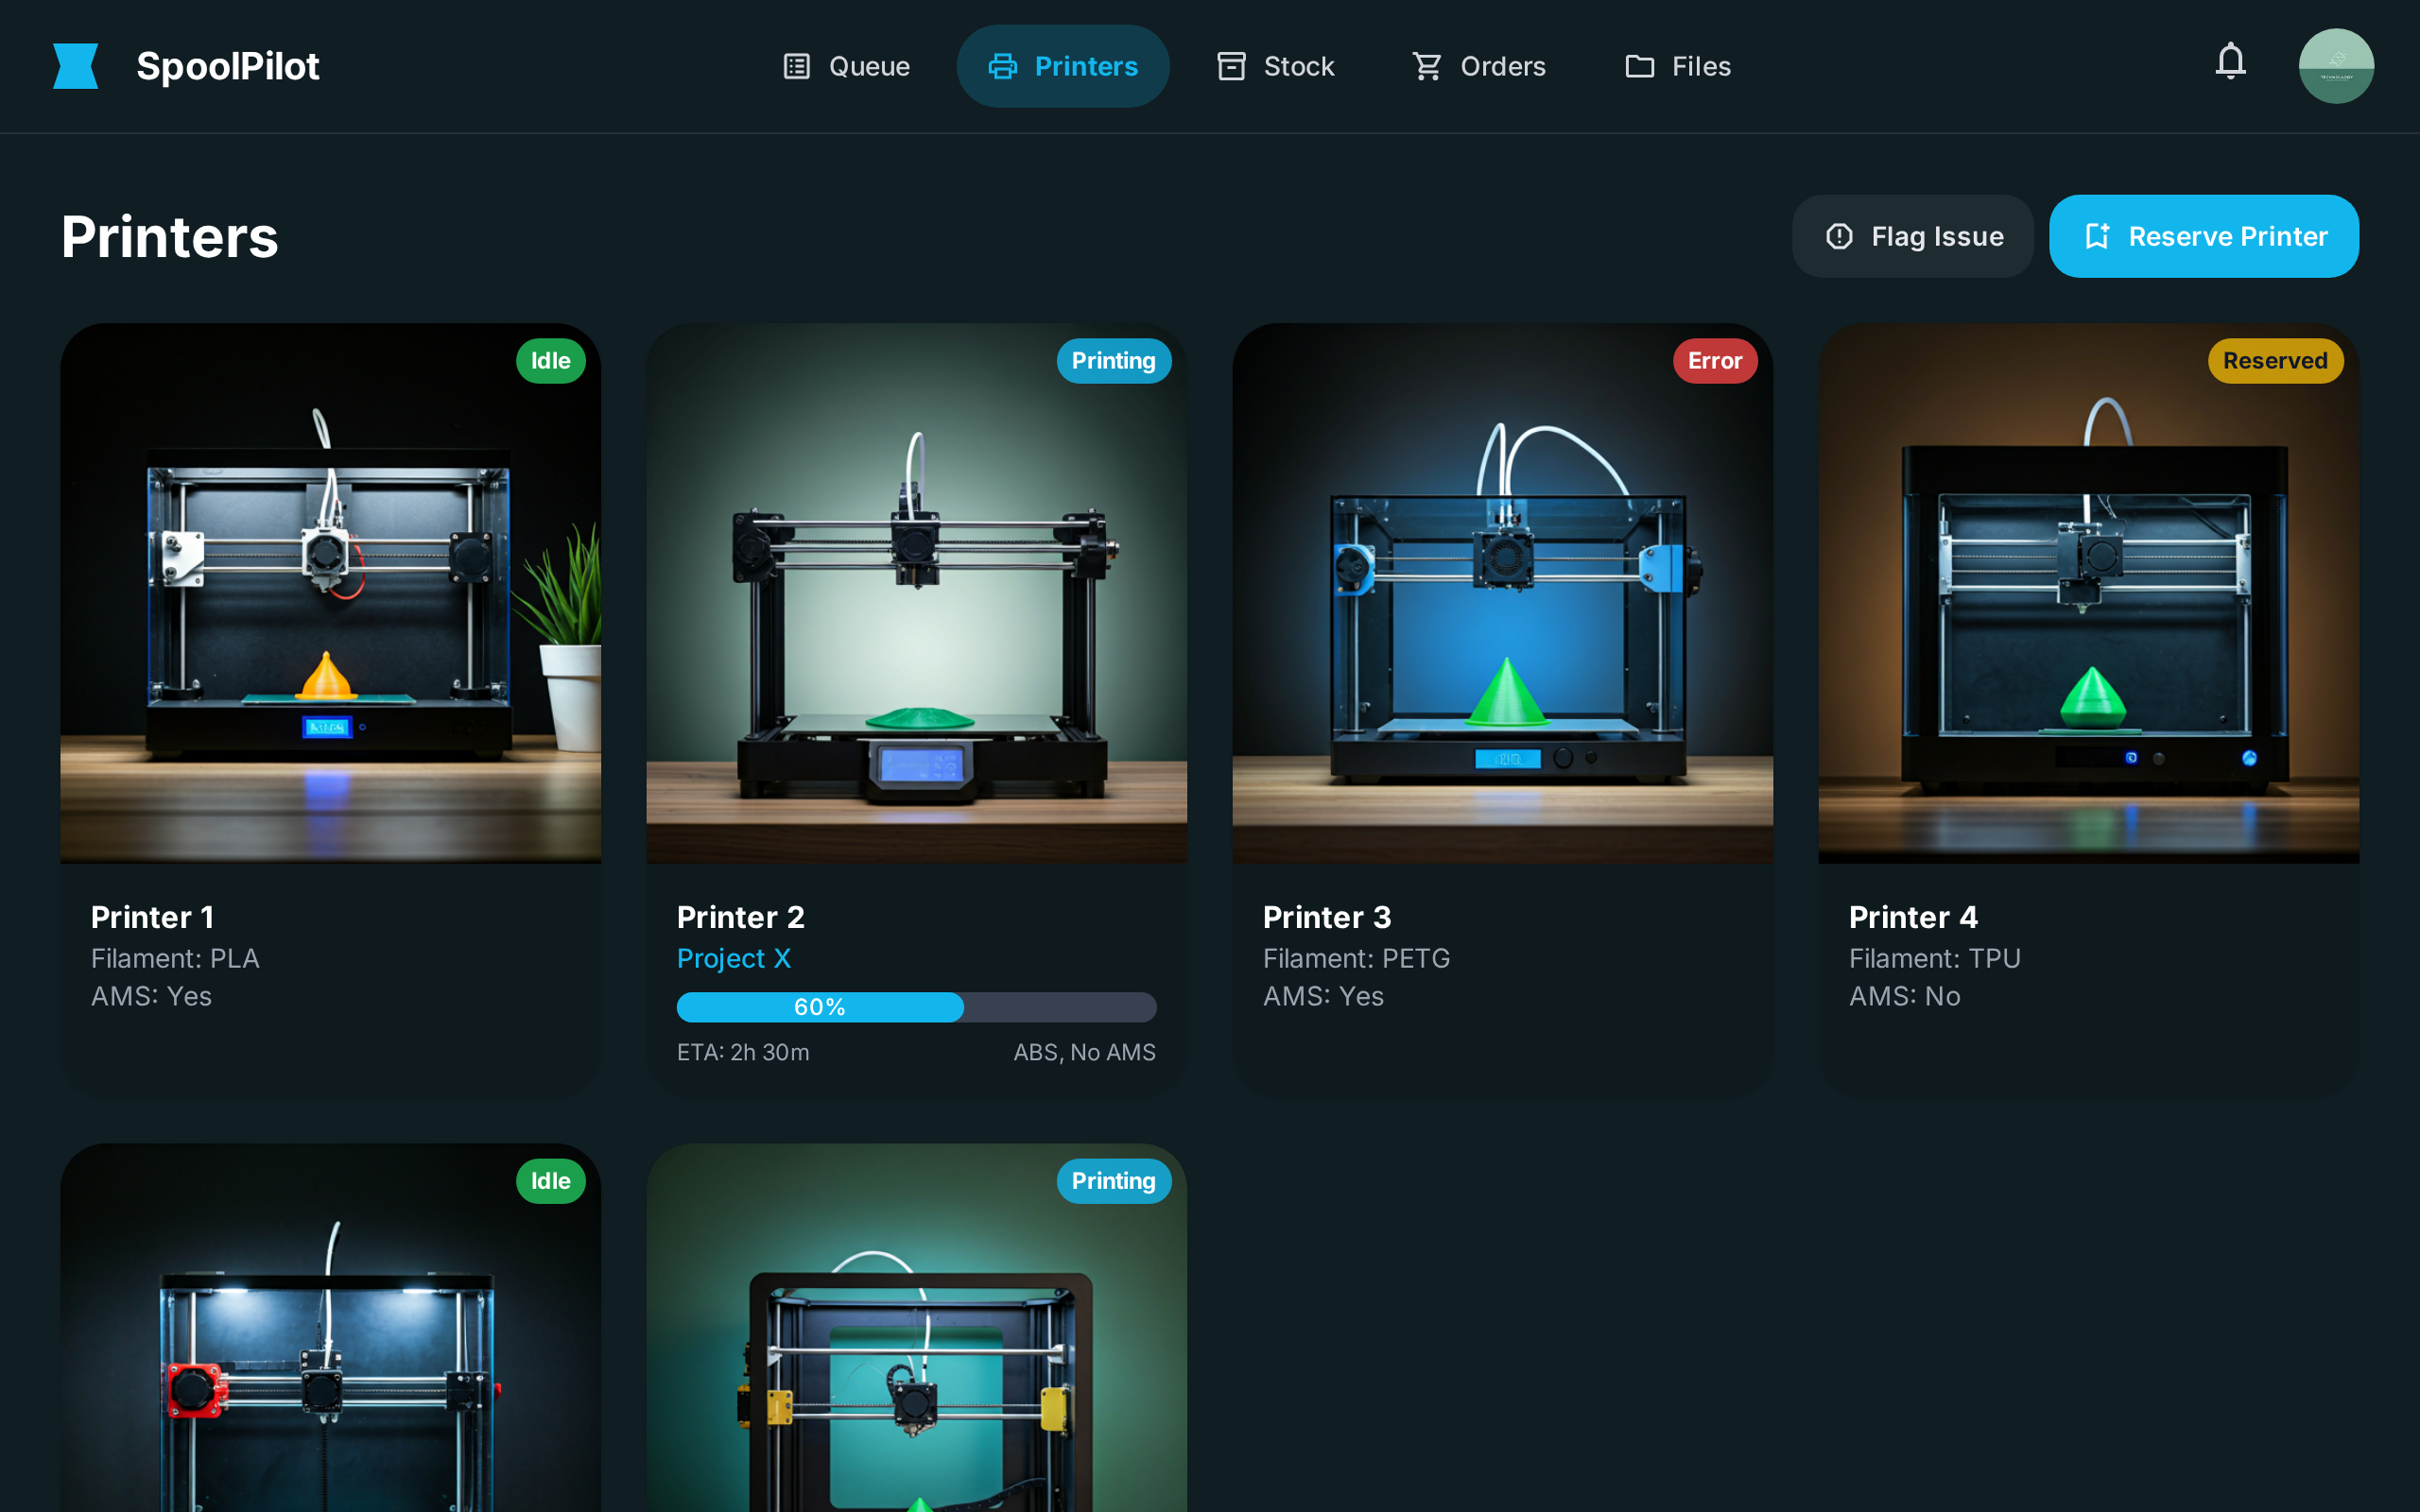 SpoolPilot
Queue
Printers
Stock
Orders
Files
Printers
Flag Issue
Reserve Printer
Idle
Printing
Error
Reserved
Printer 1
Filament: PLA
AMS: Yes
Printer 2
Project X
60%
ETA: 2h 30m
ABS, No AMS
Printer 3
Filament: PETG
AMS: Yes
Printer 4
Filament: TPU
AMS: No
Idle
Printing